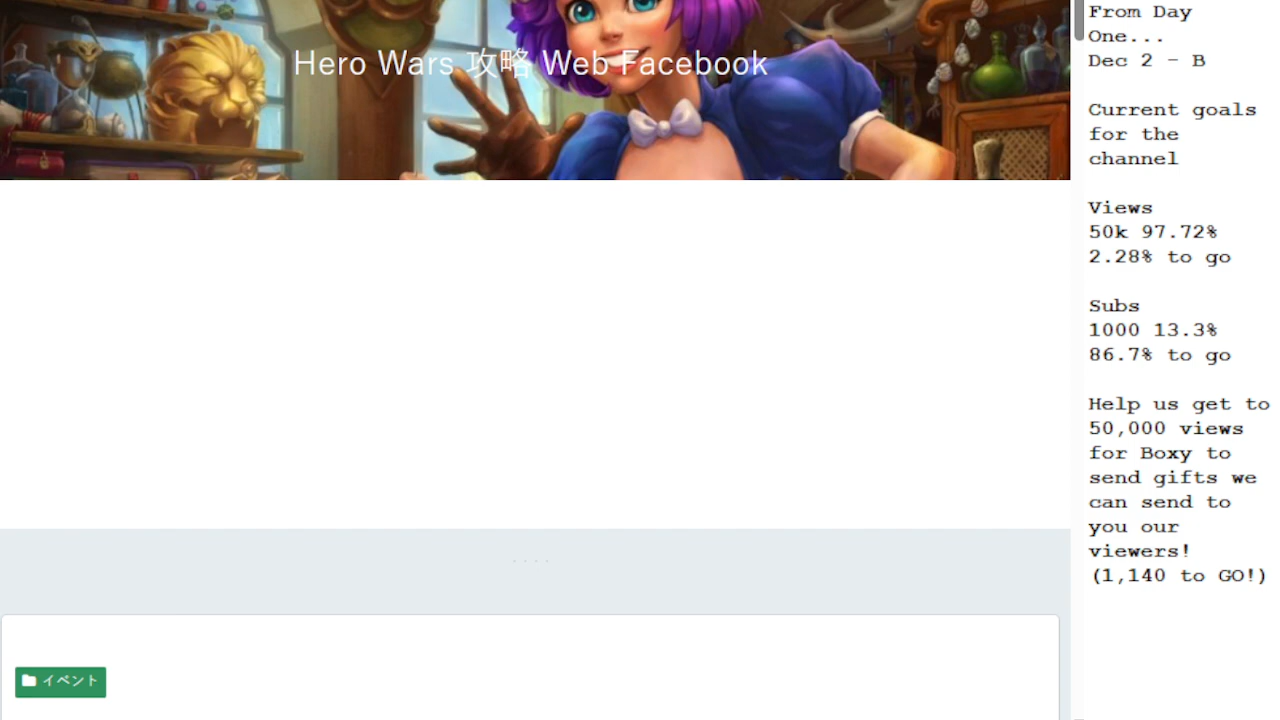 Hero Wars 攻略 Web Facebook
イベント
From Day
One...
Dec 2 - B
Current goals
for the
channel
Views
50k 97.72%
2.28% to go
Subs
1000 13.3%
86.7% to go
Help us get to
50,000 views
for Boxy to
send gifts we
can send to
you our
viewers!
(1,140 to GO!)